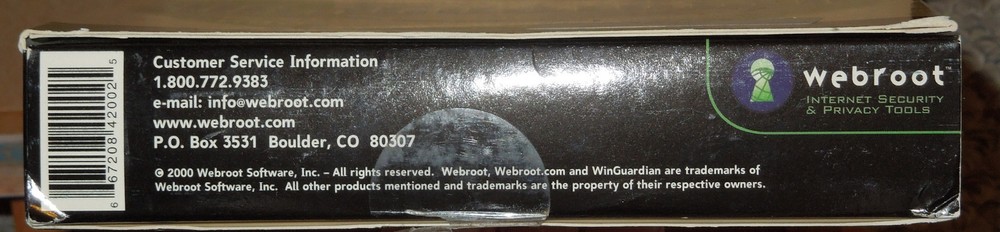 Customer Service Information
1.800.772.9383
e-mail: info@webroot.com
www.webroot.com
P.O. Box 3531 Boulder, CO 80307
© 2000 Webroot Software, Inc. – All rights reserved. Webroot, Webroot.com and WinGuardian are trademarks of
Webroot Software, Inc. All other products mentioned and trademarks are the property of their respective owners.
webroot™
INTERNET SECURITY
& PRIVACY TOOLS
6 67208 42002 5